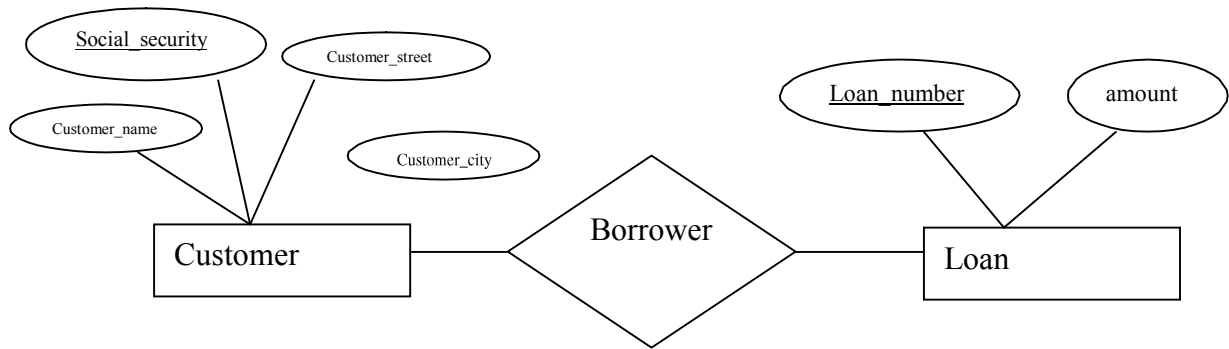 Social_security
Customer_street
Customer_name
Customer_city
Loan_number
amount
Customer
Borrower
Loan